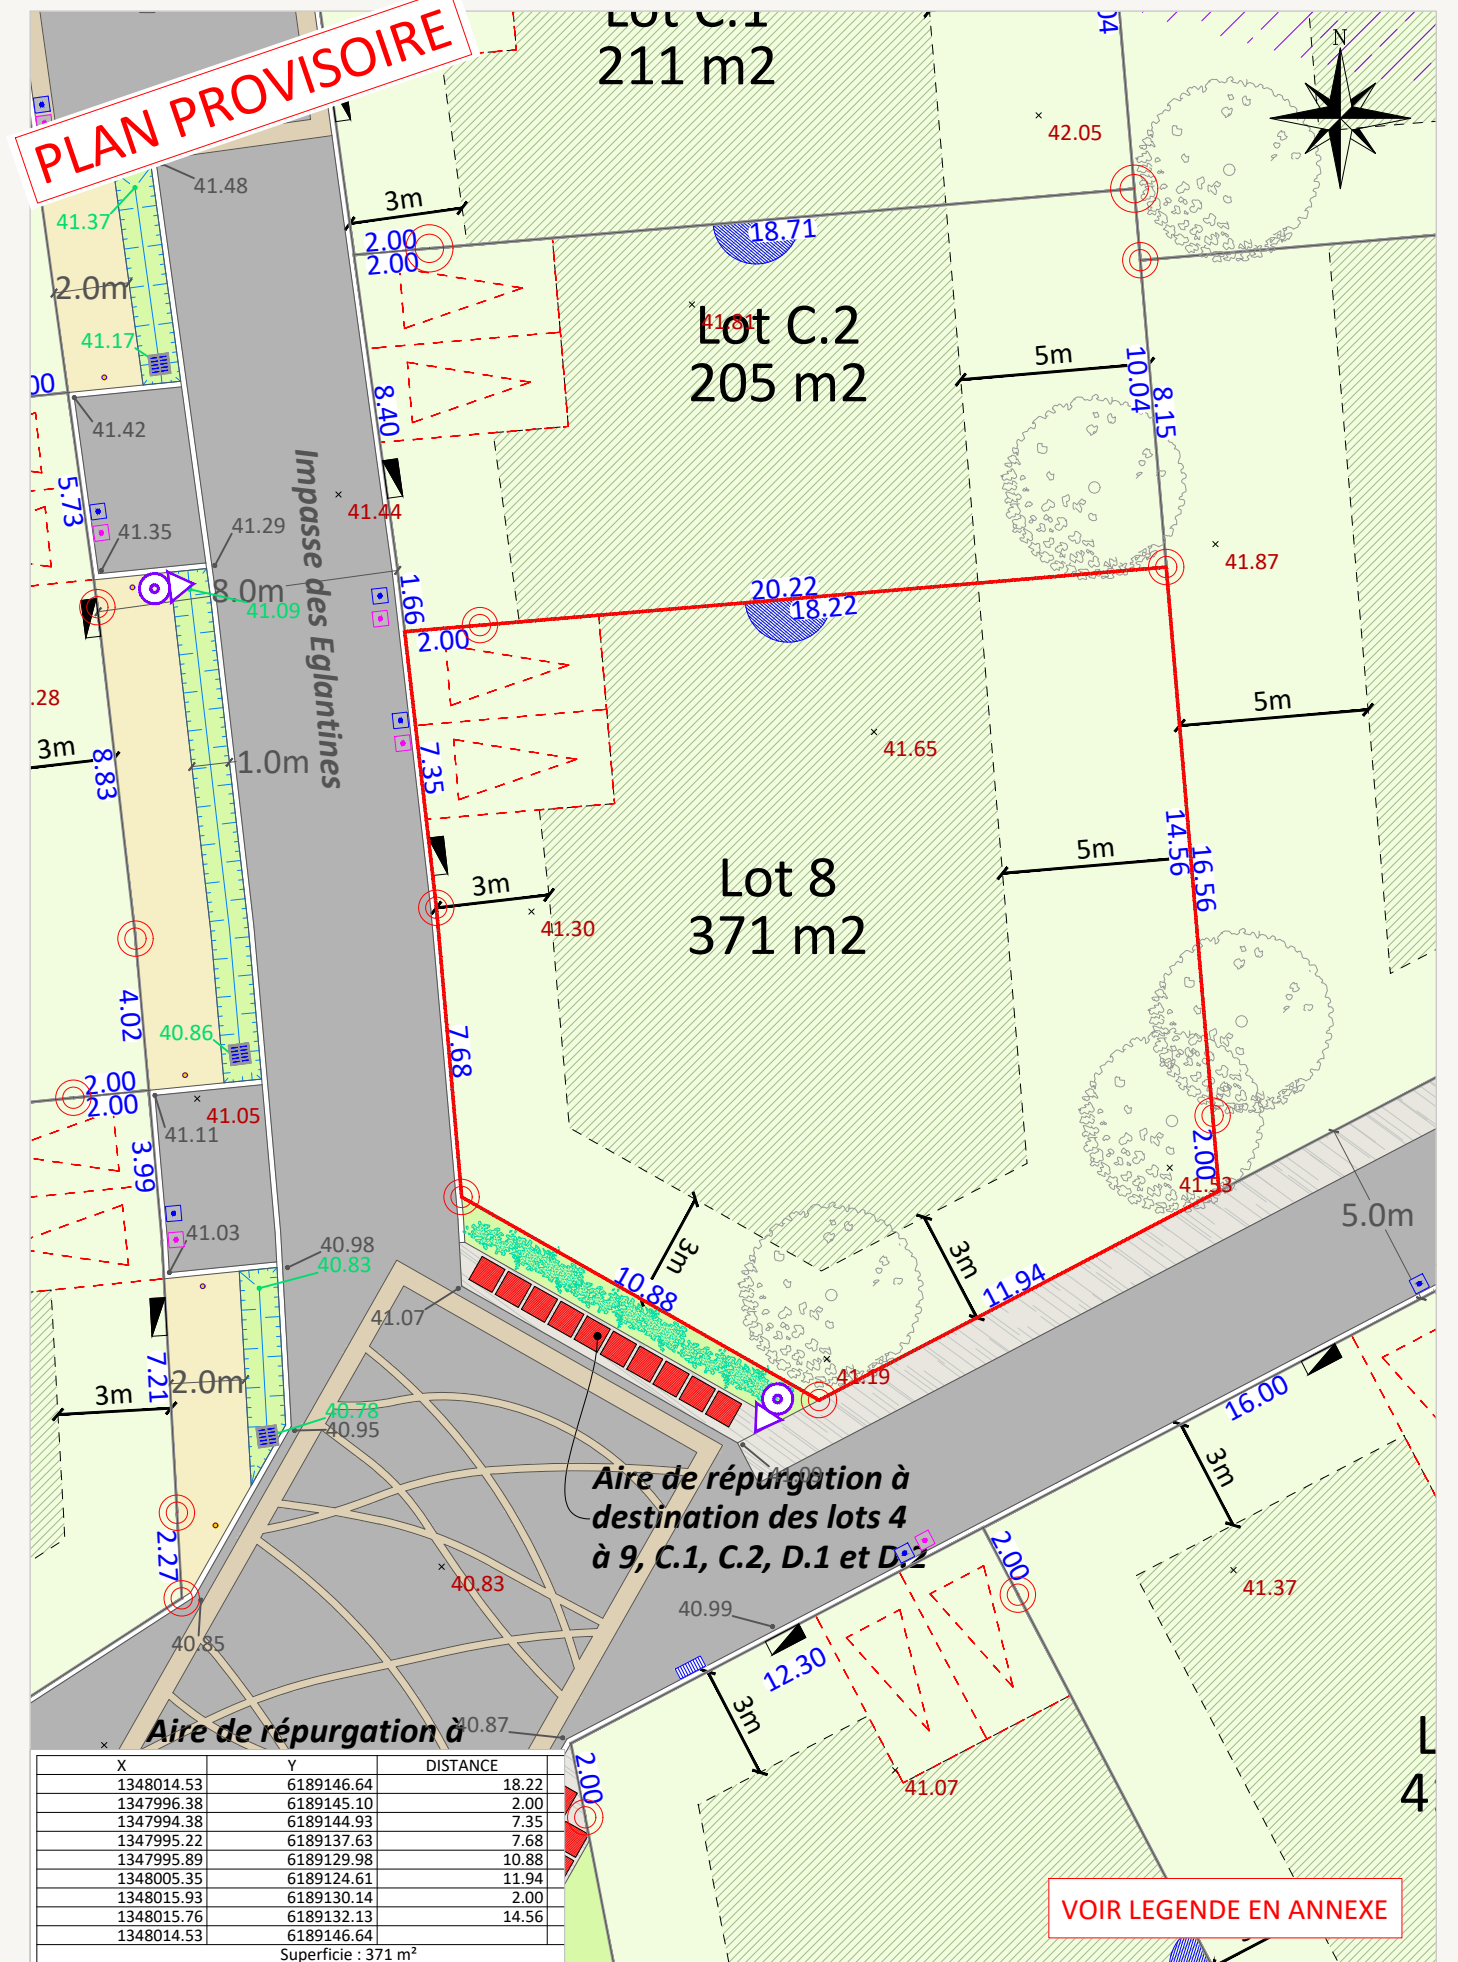 Lot C.1
211 m2
PLAN PROVISOIRE
N
04
42.05
41.48
41.37
3m
2.00
2.00
18.71
2.0m
41.17
Lot C.2
41.81
205 m2
5m
10.04
8.15
00
41.42
8.40
5.73
41.35
41.29
41.44
Impasse des Eglantines
8.0m
41.09
1.66
41.87
20.22
18.22
2.00
.28
3m
8.83
1.0m
7.35
41.65
5m
Lot 8
371 m2
5m
14.56
16.56
3m
41.30
4.02
40.86
7.68
2.00
2.00
41.05
41.11
3.99
2.00
41.53
5.0m
41.03
40.98
40.83
41.07
3m
10.88
3m
11.94
41.19
7.21
2.0m
3m
40.78
40.95
16.00
3m
41.09
Aire de répurgation à
destination des lots 4
à 9, C.1, C.2, D.1 et D.2
2.27
40.83
2.00
41.37
40.99
40.85
12.30
3m
Aire de répurgation à
40.87
2.00
41.07
L
4
X Y DISTANCE
1348014.53 6189146.64 18.22
1347996.38 6189145.10 2.00
1347994.38 6189144.93 7.35
1347995.22 6189137.63 7.68
1347995.89 6189129.98 10.88
1348005.35 6189124.61 11.94
1348015.93 6189130.14 2.00
1348015.76 6189132.13 14.56
1348014.53 6189146.64
Superficie : 371 m²
VOIR LEGENDE EN ANNEXE